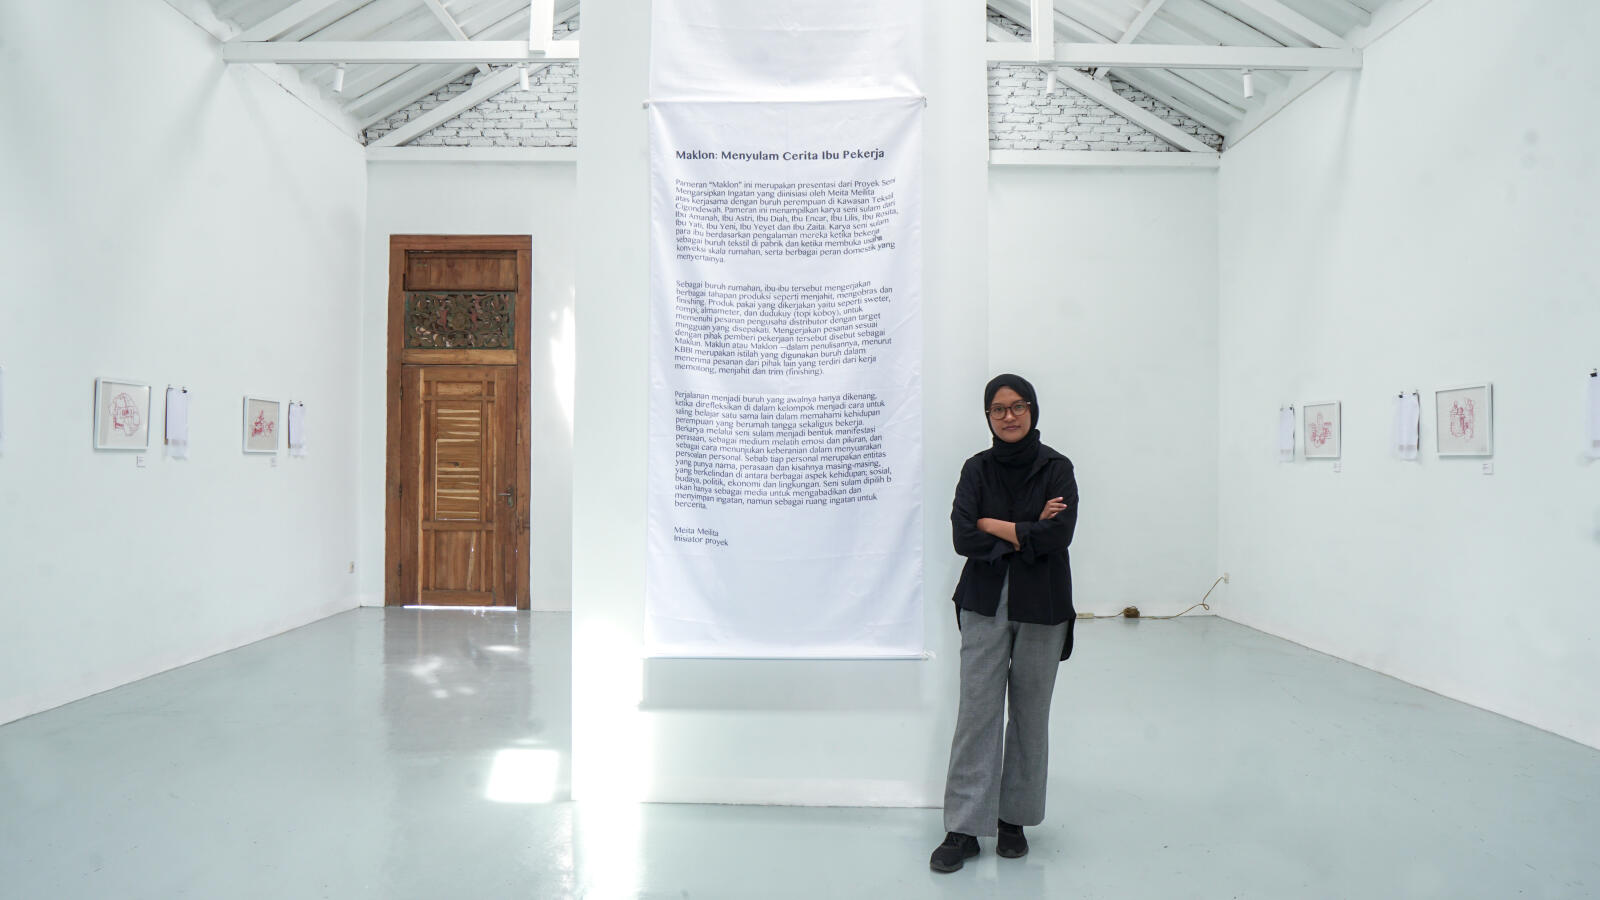 Maklon: Menyulam Cerita Ibu Pekerja
Pameran "Maklon" ini merupakan presentasi dari Proyek Seni
Mengarsipkan Ingatan yang diinisiasi oleh Meita Meilita
atas kerjasama dengan buruh perempuan di Kawasan Tekstil
Cigondewah. Pameran ini menampilkan karya seni sulam dari
Ibu Amanah, Ibu Astri, Ibu Diah, Ibu Encar, Ibu Lilis, Ibu Rosita,
Ibu Yati, Ibu Yeni, Ibu Yeyet dan Ibu Zaita. Karya seni sulam
para ibu berdasarkan pengalaman mereka ketika bekerja
sebagai buruh tekstil di pabrik dan ketika membuka usaha
konveksi skala rumahan, serta berbagai peran domestik yang
menyertainya.
Sebagai buruh rumahan, ibu-ibu tersebut mengerjakan
berbagai tahapan produksi seperti menjahit, mengobras dan
finishing. Produk pakai yang dikerjakan yaitu seperti sweter,
rompi, almameter, dan dudukuy (topi koboy), untuk
memenuhi pesanan pengusaha distributor dengan target
mingguan yang disepakati. Mengerjakan pesanan sesuai
dengan pihak pemberi pekerjaan tersebut disebut sebagai
Maklun. Maklun atau Maklon —dalam penulisannya, menurut
KBBI merupakan istilah yang digunakan buruh dalam
menerima pesanan dari pihak lain yang terdiri dari kerja
memotong, menjahit dan trim (finishing).
Perjalanan menjadi buruh yang awalnya hanya dikenang,
ketika direfleksikan di dalam kelompok menjadi cara untuk
saling belajar satu sama lain dalam memahami kehidupan
perempuan yang berumah tangga sekaligus bekerja.
Berkarya melalui seni sulam menjadi bentuk manifestasi
perasaan, sebagai medium melatih emosi dan pikiran, dan
sebagai cara menunjukan keberanian dalam menyuarakan
persoalan personal. Sebab tiap personal merupakan entitas
yang punya nama, perasaan dan kisahnya masing-masing,
yang berkelindan di antara berbagai aspek kehidupan; sosial,
budaya, politik, ekonomi dan lingkungan. Seni sulam dipilih b
ukan hanya sebagai media untuk mengabadikan dan
menyimpan ingatan, namun sebagai ruang ingatan untuk
bercerita.
Meita Meilita
Inisiator proyek